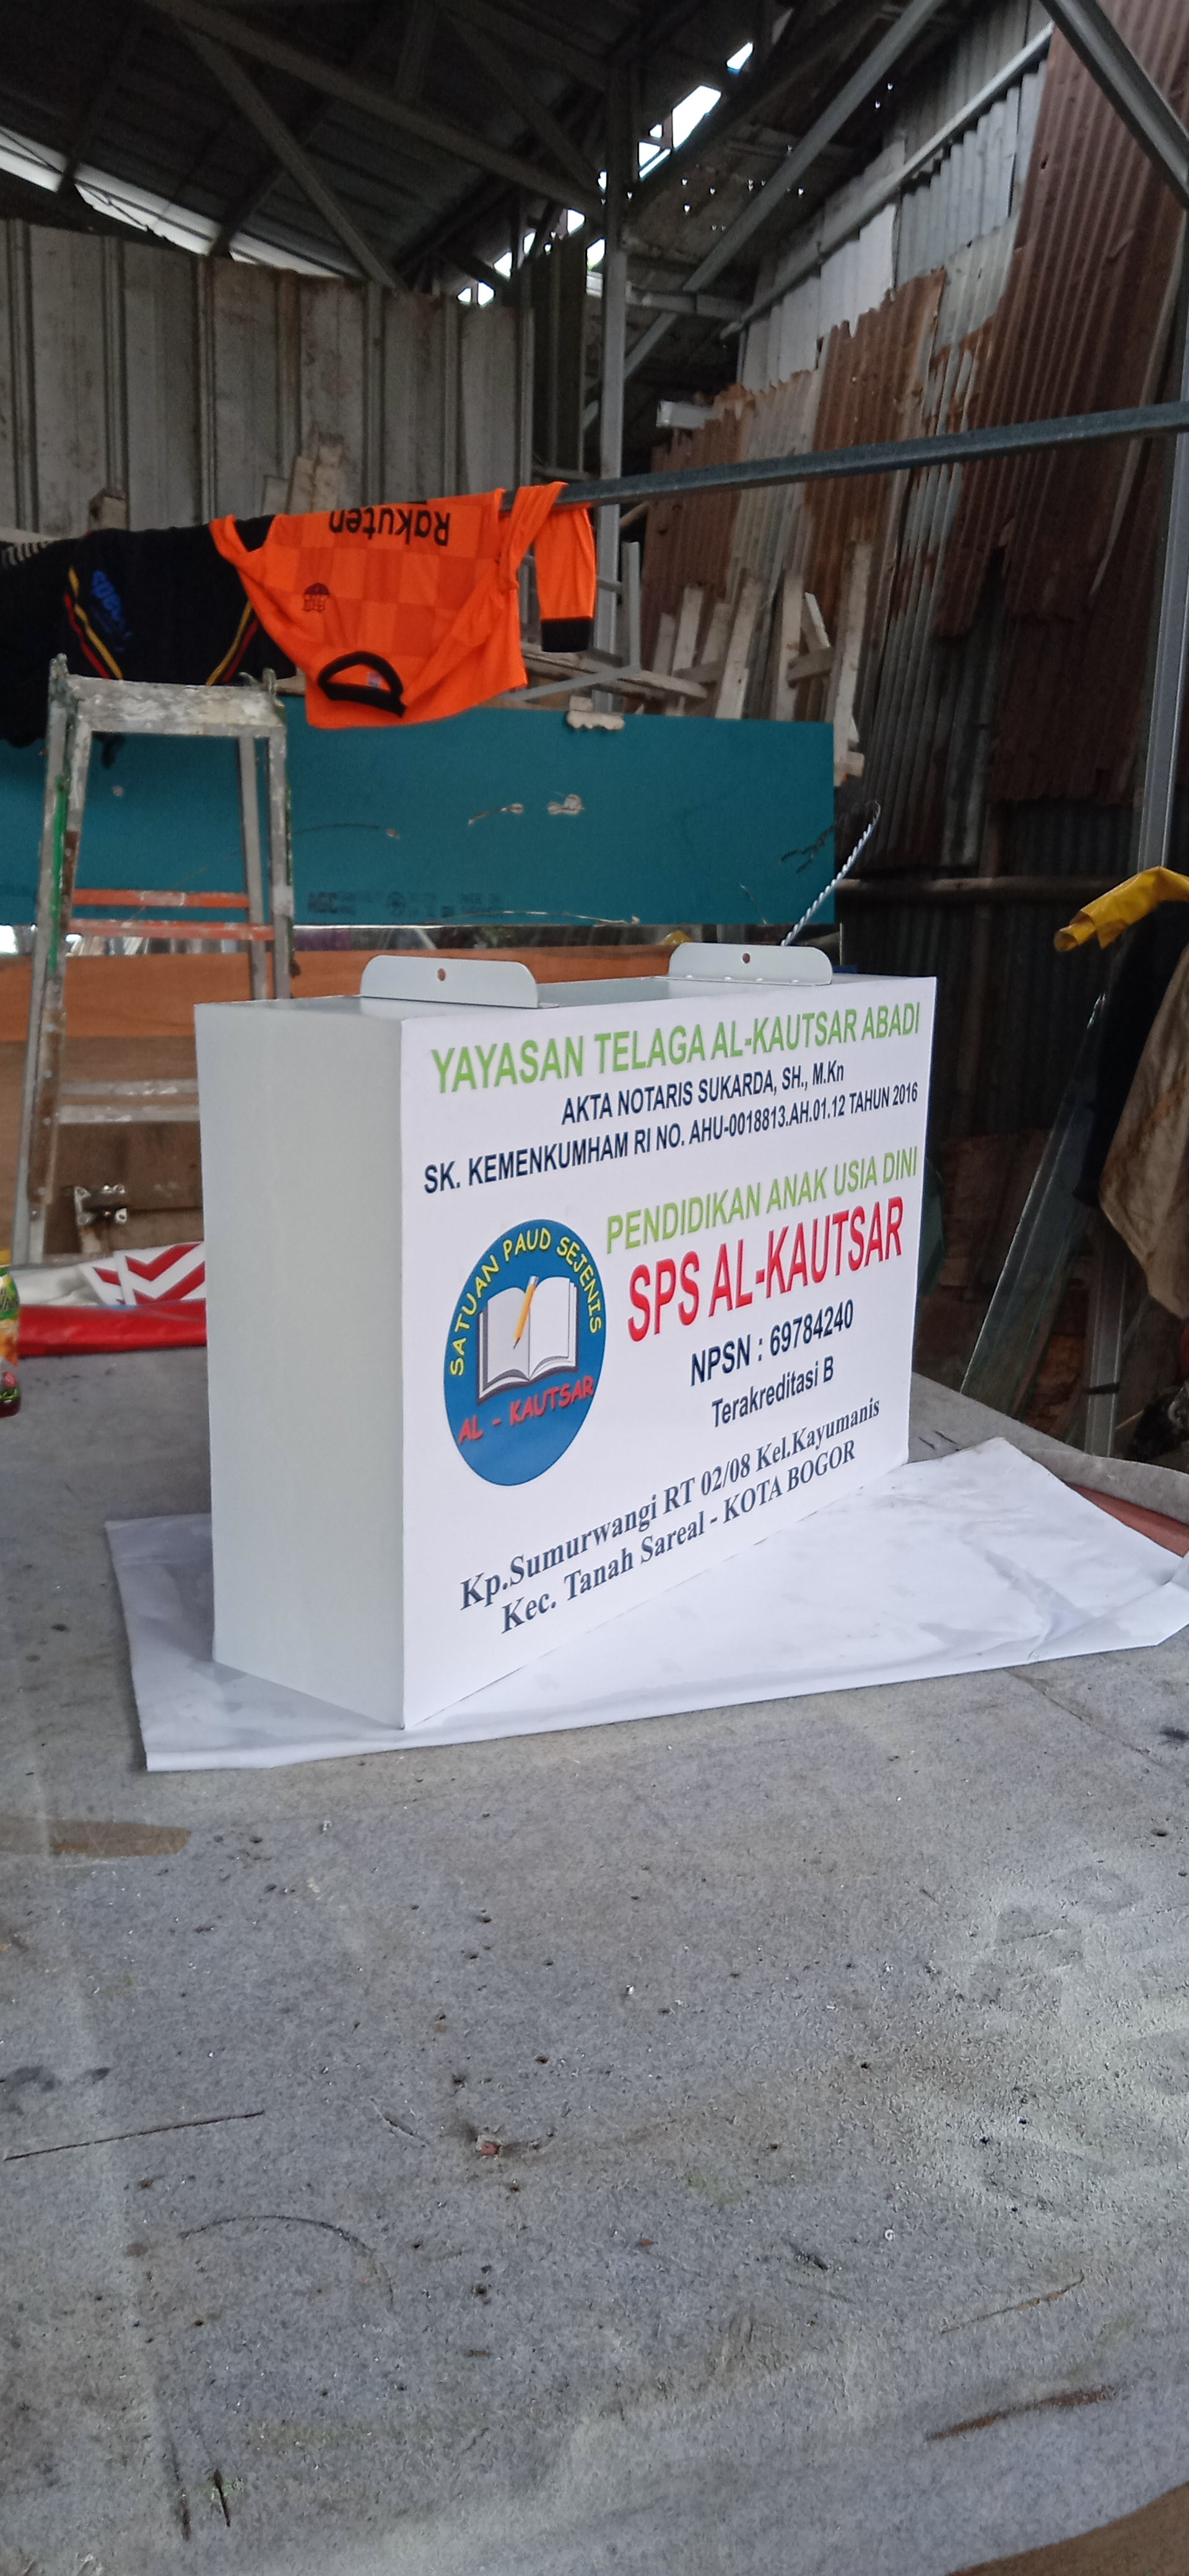 Rakuten
YAYASAN TELAGA AL-KAUTSAR ABADI
AKTA NOTARIS SUKARDA, SH., M.Kn
SK. KEMENKUMHAM RI NO. AHU-0018813.AH.01.12 TAHUN 2016
PENDIDIKAN ANAK USIA DINI
SPS AL-KAUTSAR
NPSN : 69784240
Terakreditasi B
SATUAN PAUD SEJENIS
AL - KAUTSAR
Kp.Sumurwangi RT 02/08 Kel.Kayumanis
Kec. Tanah Sareal - KOTA BOGOR